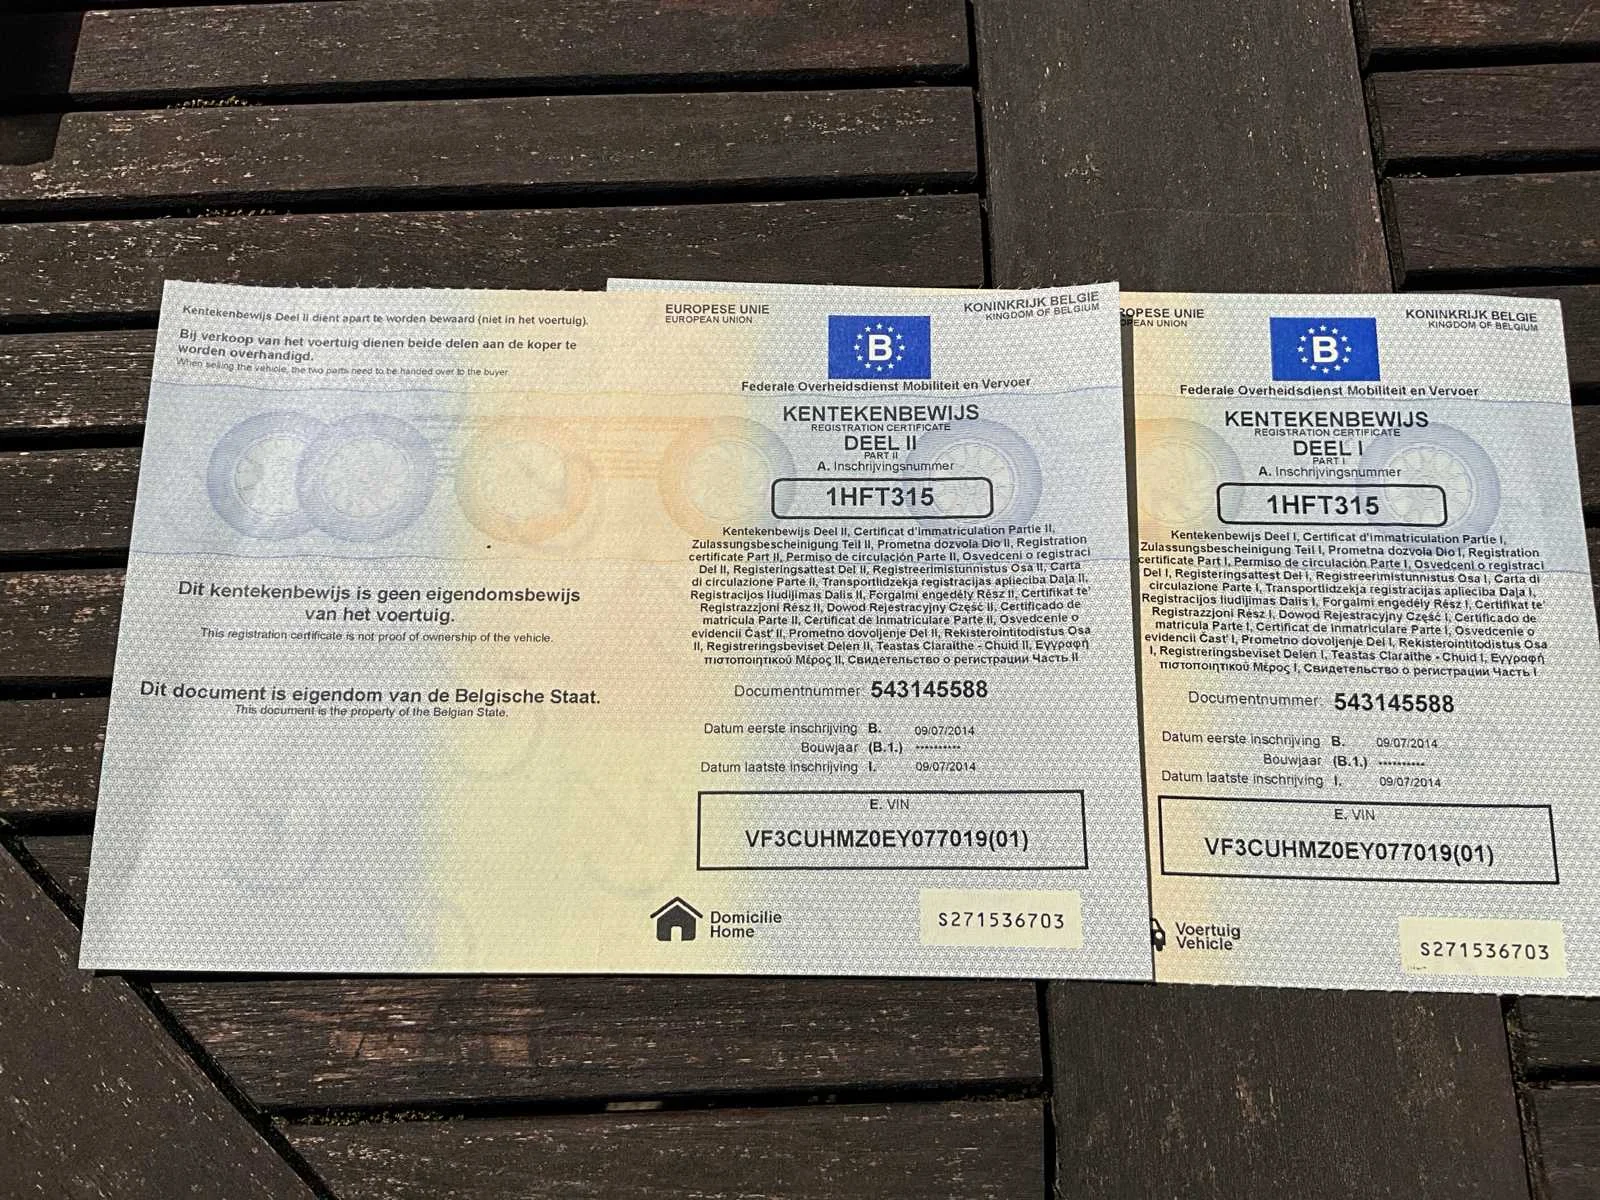 Kentekenbewijs Deel II dient apart te worden bewaard (niet in het voertuig).
Bij verkoop van het voertuig dienen beide delen aan de koper te
worden overhandigd.
When selling the vehicle, the two parts need to be handed over to the buyer.
Dit kentekenbewijs is geen eigendomsbewijs
van het voertuig.
This registration certificate is not proof of ownership of the vehicle.
Dit document is eigendom van de Belgische Staat.
This document is the property of the Belgian State.
EUROPESE UNIE
EUROPEAN UNION
KONINKRIJK BELGIE
KINGDOM OF BELGIUM
B
Federale Overheidsdienst Mobiliteit en Vervoer
KENTEKENBEWIJS
REGISTRATION CERTIFICATE
DEEL II
PART II
A. Inschrijvingsnummer
1HFT315
Kentekenbewijs Deel II, Certificat d'immatriculation Partie II,
Zulassungsbescheinigung Teil II, Prometna dozvola Dio II, Registration
certificate Part II, Permiso de circulación Parte II, Osvedceni o registraci
Del II, Registeringsattest Del II, Registreerimistunnistus Osa II, Carta
di circulazione Parte II, Transportlidzekja registracijas aplieciba Daļa II,
Registracijos liudijimas Dalis II, Forgalmi engedély Rész II, Certifikat te'
Registrazzjoni Rész II, Dowod Rejestracyjny Część II, Certificado de
matricula Parte II, Certificat de Inmatriculare Parte II, Osvedcenie o
evidencii Časť II, Prometno dovoljenje Del II, Rekisterointitodistus Osa
II, Registreringsbeviset Delen II, Teastas Claraithe - Chuid II, Εγγραφή
πιστοποιητικού Μέρος II, Свидетельство о регистрации Часть II
Documentnummer 543145588
Datum eerste inschrijving B. 09/07/2014
Bouwjaar (B.1.) **********
Datum laatste inschrijving I. 09/07/2014
E. VIN
VF3CUHMZ0EY077019(01)
Domicilie
Home
S271536703
ROPESE UNIE
OPEAN UNION
KONINKRIJK BELGIE
KINGDOM OF BELGIUM
B
Federale Overheidsdienst Mobiliteit en Vervoer
KENTEKENBEWIJS
REGISTRATION CERTIFICATE
DEEL I
PART I
A. Inschrijvingsnummer
1HFT315
Kentekenbewijs Deel I, Certificat d'immatriculation Partie I,
Zulassungsbescheinigung Teil I, Prometna dozvola Dio I, Registration
certificate Part I, Permiso de circulación Parte I, Osvedceni o registraci
Del I, Registeringsattest Del I, Registreerimistunnistus Osa I, Carta di
circulazione Parte I, Transportlidzekja registracijas aplieciba Daļa I,
Registracijos liudijimas Dalis I, Forgalmi engedély Rész I, Certifikat te'
Registrazzjoni Rész I, Dowod Rejestracyjny Część I, Certificado de
matricula Parte I, Certificat de Inmatriculare Parte I, Osvedcenie o
evidencii Časť I, Prometno dovoljenje Del I, Rekisterointitodistus Osa
I, Registreringsbeviset Delen I, Teastas Claraithe - Chuid I, Εγγραφή
πιστοποιητικού Μέρος I, Свидетельство о регистрации Часть I
Documentnummer: 543145588
Datum eerste inschrijving B. 09/07/2014
Bouwjaar (B.1.) **********
Datum laatste inschrijving I. 09/07/2014
E. VIN
VF3CUHMZ0EY077019(01)
Voertuig
Vehicle
S271536703